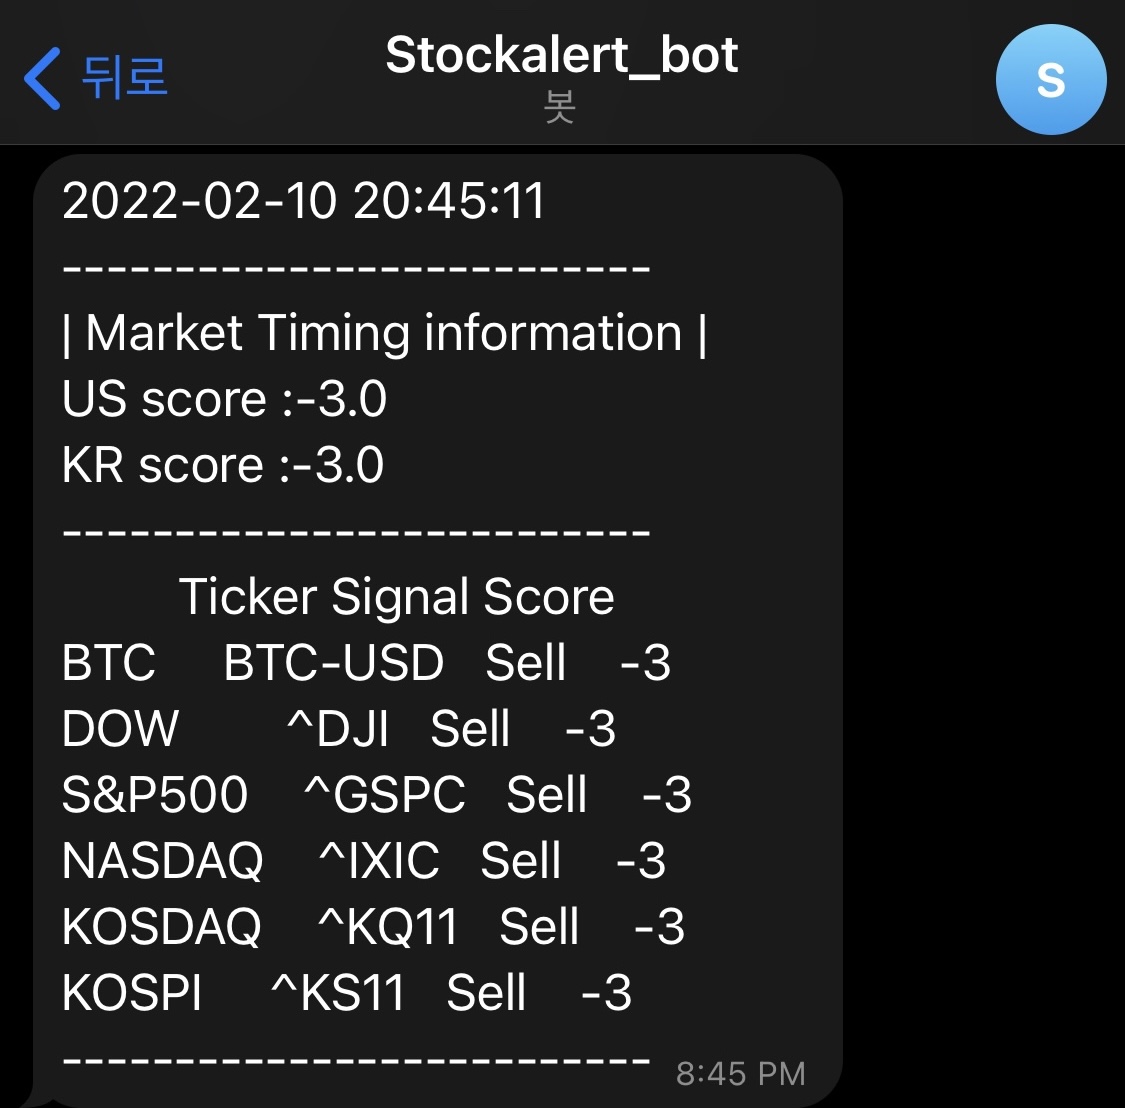 뒤로
Stockalert_bot
봇
S
2022-02-10 20:45:11
--------------------------
| Market Timing information |
US score :-3.0
KR score :-3.0
--------------------------
Ticker Signal Score
BTC BTC-USD Sell -3
DOW ^DJI Sell -3
S&P500 ^GSPC Sell -3
NASDAQ ^IXIC Sell -3
KOSDAQ ^KQ11 Sell -3
KOSPI ^KS11 Sell -3
--------------------------
8:45 PM